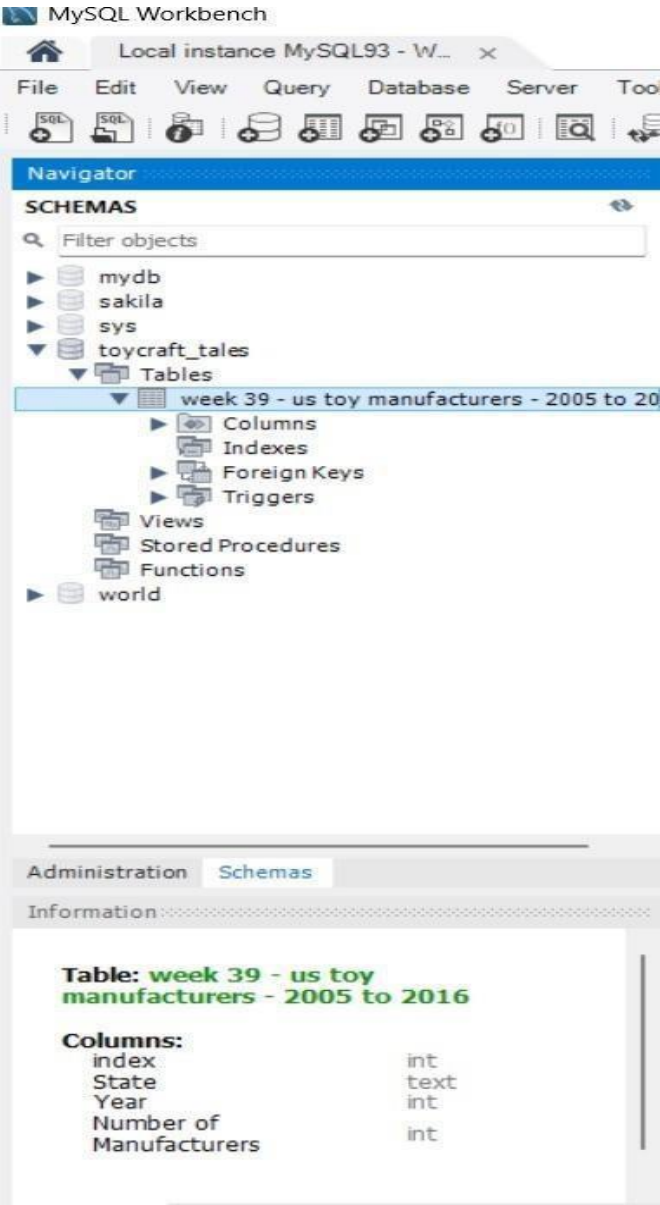 MySQL Workbench
Local instance MySQL93 - W...
File Edit View Query Database Server Tool
SQL SQL
Navigator
SCHEMAS
Filter objects
mydb
sakila
sys
toycraft_tales
Tables
week 39 - us toy manufacturers - 2005 to 20
Columns
Indexes
Foreign Keys
Triggers
Views
Stored Procedures
Functions
world
Administration Schemas
Information
Table: week 39 - us toy
manufacturers - 2005 to 2016
Columns:
index int
State text
Year int
Number of
Manufacturers int